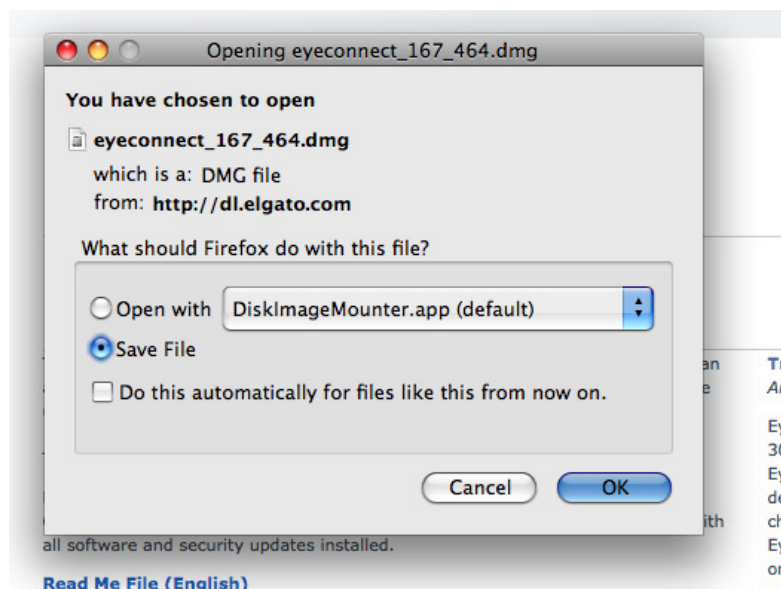 Opening eyeconnect_167_464.dmg
You have chosen to open
eyeconnect_167_464.dmg
which is a: DMG file
from: http://dl.elgato.com
What should Firefox do with this file?
Open with DiskImageMounter.app (default)
Save File
Do this automatically for files like this from now on.
Cancel OK
all software and security updates installed.
Read Me File (English)